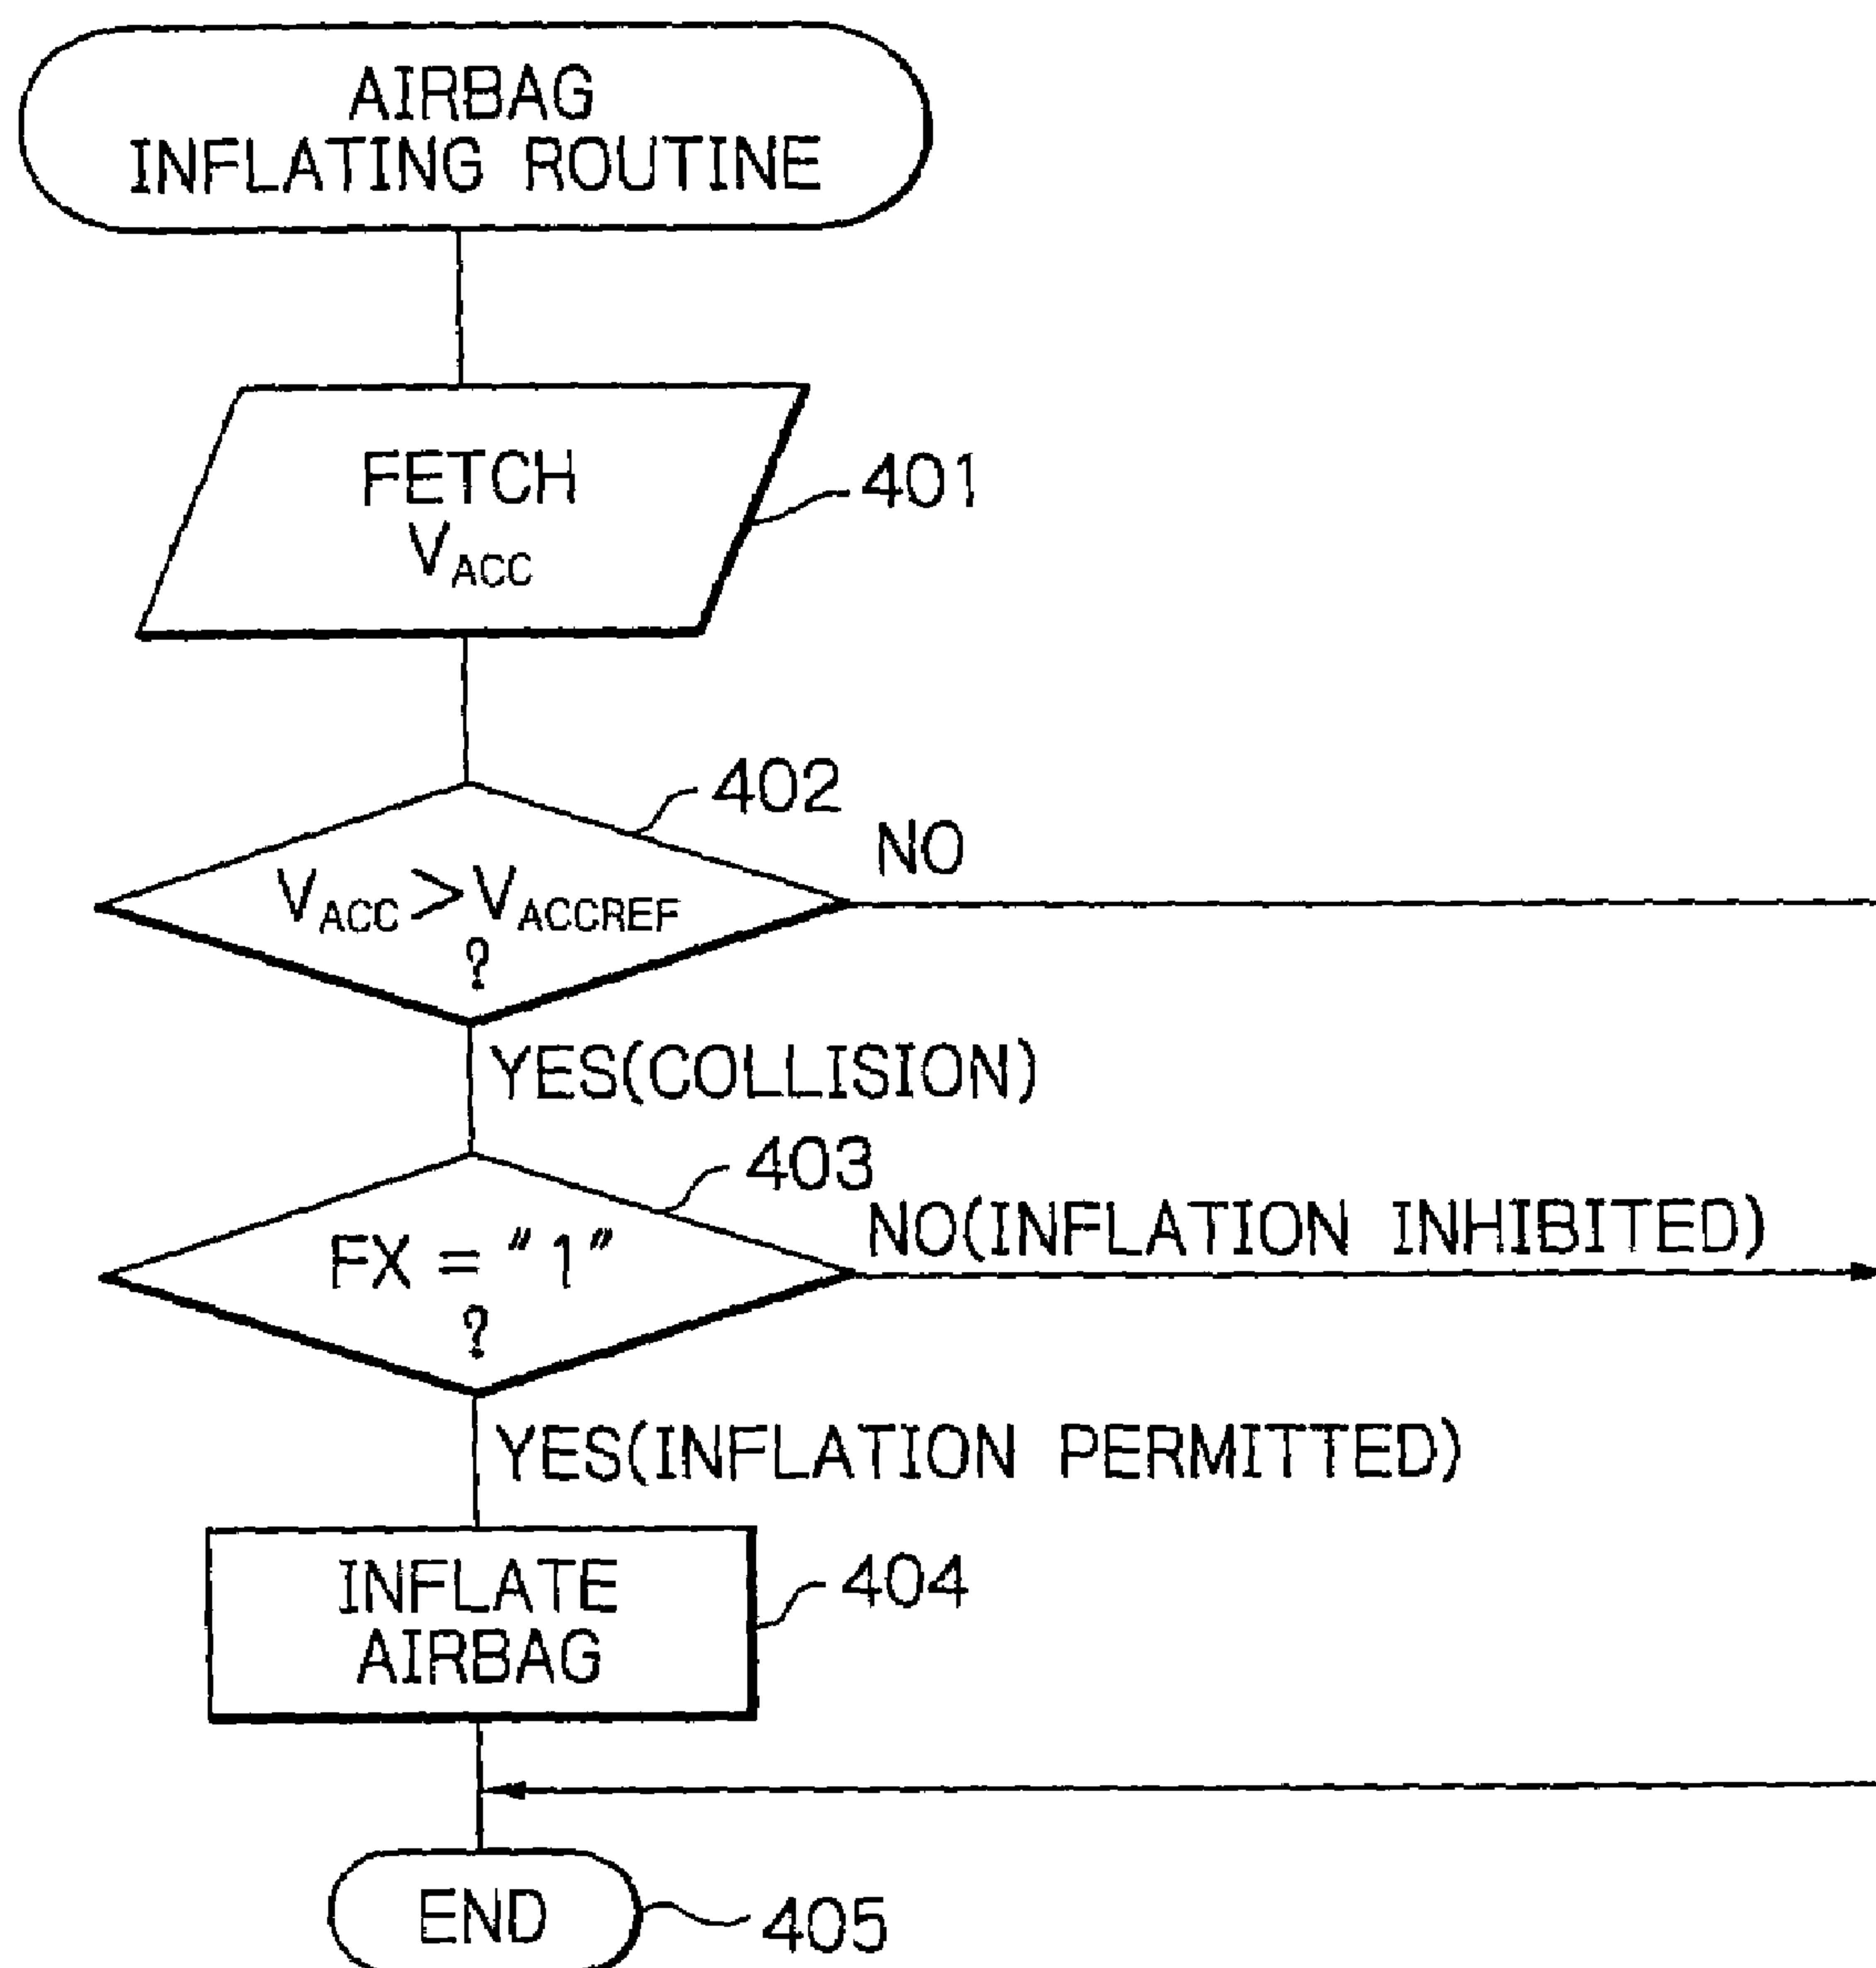 AIRBAG
INFLATING ROUTINE
FETCH
VACC
401
402
NO
VACC>VACCREF
?
YES(COLLISION)
403
NO(INFLATION INHIBITED)
FX = "1"
?
YES(INFLATION PERMITTED)
INFLATE
AIRBAG
404
END
405